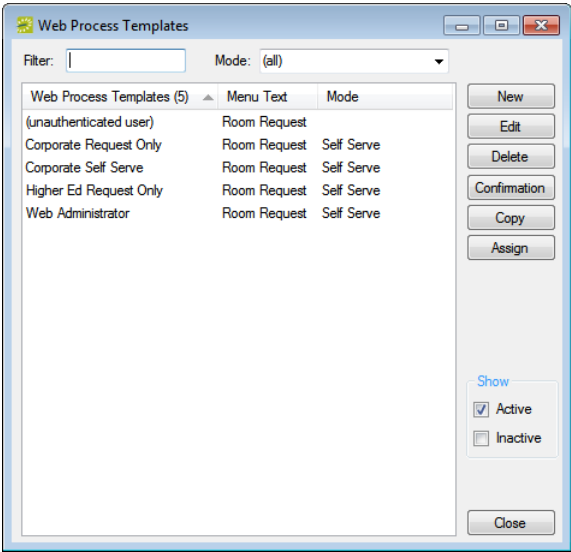 Web Process Templates
Filter: Mode: (all)
Web Process Templates (5) Menu Text Mode
(unauthenticated user) Room Request
Corporate Request Only Room Request Self Serve
Corporate Self Serve Room Request Self Serve
Higher Ed Request Only Room Request Self Serve
Web Administrator Room Request Self Serve
New
Edit
Delete
Confirmation
Copy
Assign
Show
Active
Inactive
Close